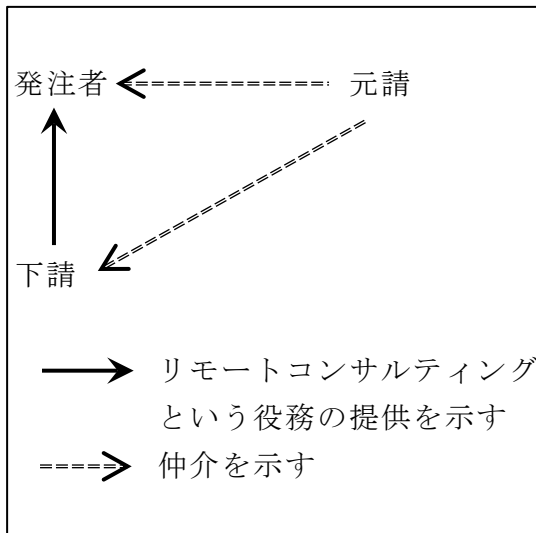 発注者
元請
下請
リモートコンサルティング
という役務の提供を示す
仲介を示す